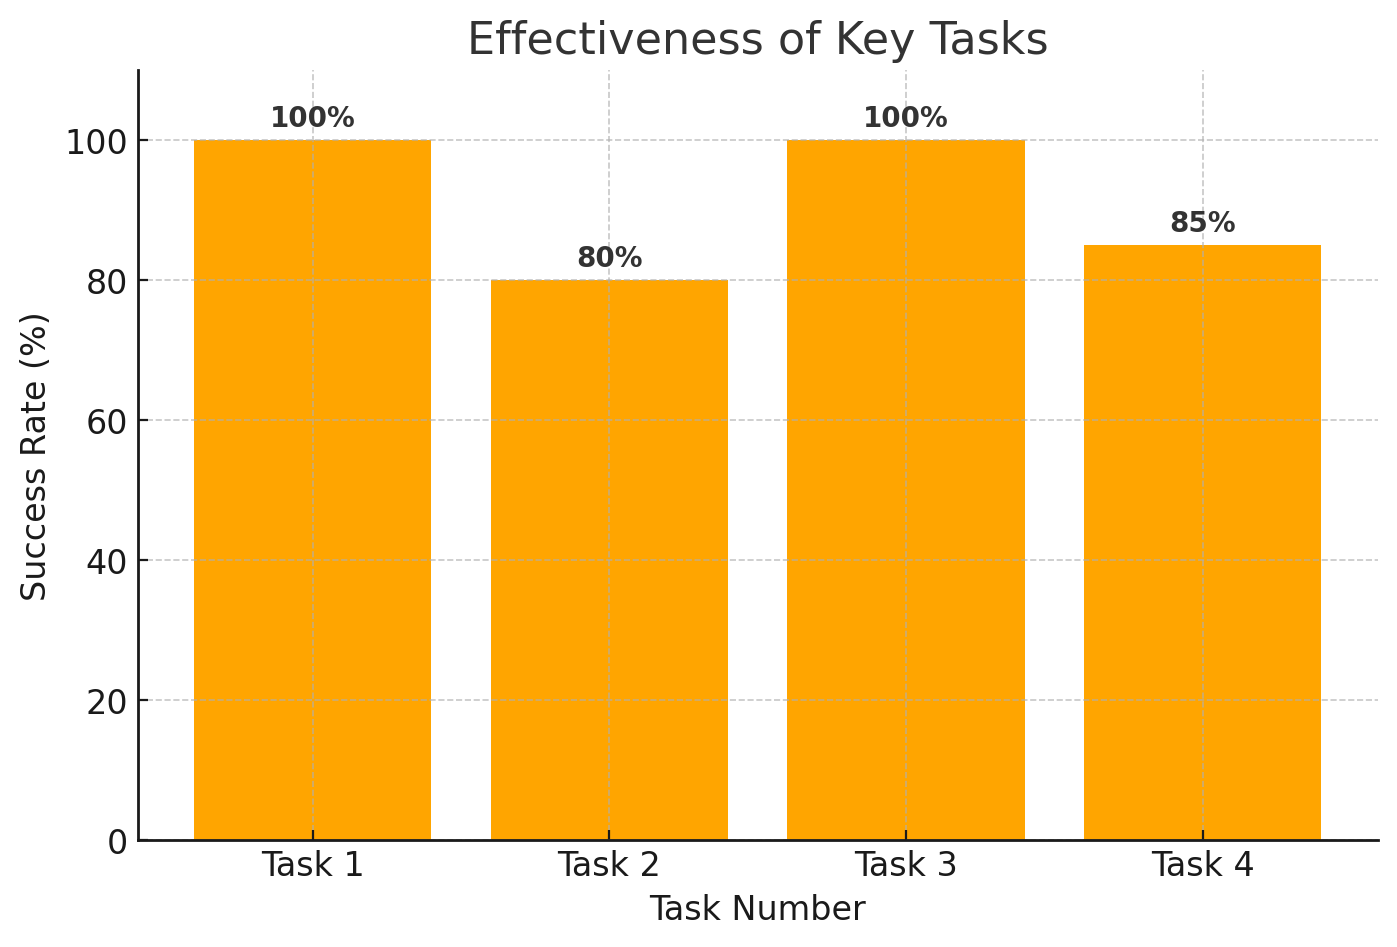 Effectiveness of Key Tasks
100%
100%
85%
80%
100
80
60
40
20
0
Success Rate (%)
Task 1
Task 2
Task 3
Task 4
Task Number